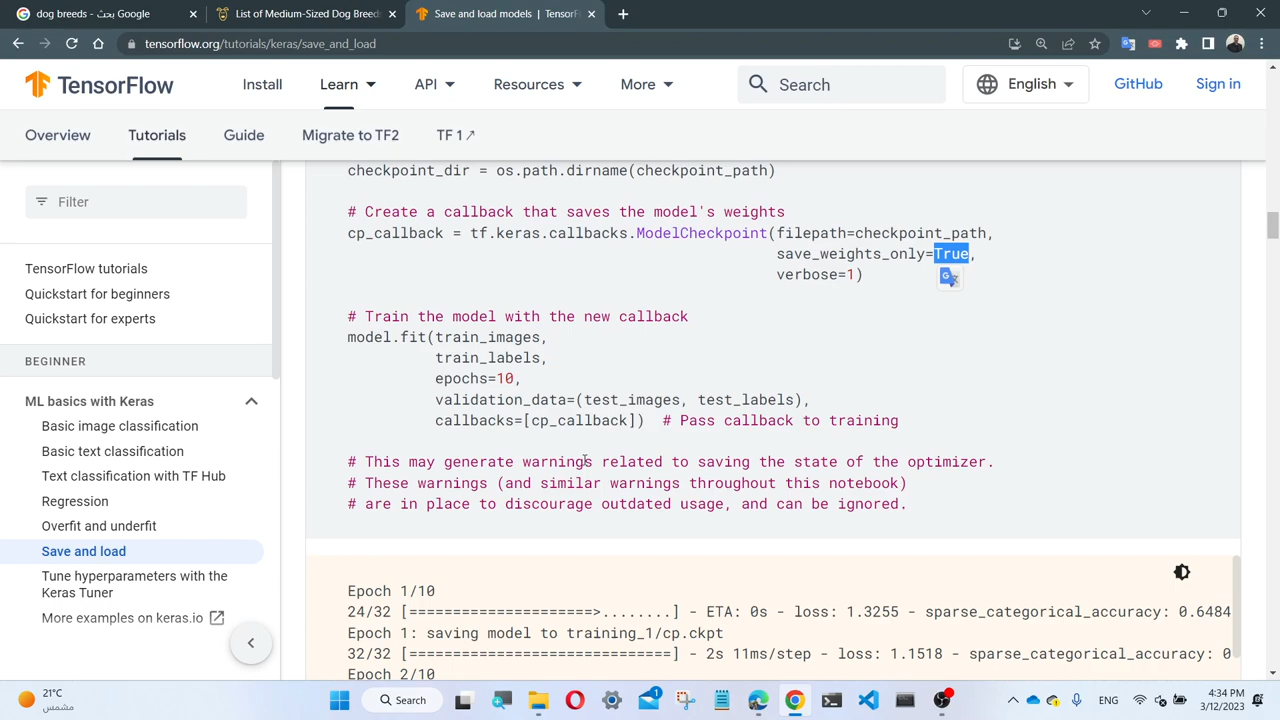 dog breeds - بحث Google
List of Medium-Sized Dog Breeds
Save and load models | TensorF
tensorflow.org/tutorials/keras/save_and_load
TensorFlow
Install
Learn
API
Resources
More
Search
English
GitHub
Sign in
Overview
Tutorials
Guide
Migrate to TF2
TF 1
Filter
TensorFlow tutorials
Quickstart for beginners
Quickstart for experts
BEGINNER
ML basics with Keras
Basic image classification
Basic text classification
Text classification with TF Hub
Regression
Overfit and underfit
Save and load
Tune hyperparameters with the
Keras Tuner
More examples on keras.io
checkpoint_dir = os.path.dirname(checkpoint_path)
# Create a callback that saves the model's weights
cp_callback = tf.keras.callbacks.ModelCheckpoint(filepath=checkpoint_path,
save_weights_only=True,
verbose=1)
# Train the model with the new callback
model.fit(train_images,
train_labels,
epochs=10,
validation_data=(test_images, test_labels),
callbacks=[cp_callback])  # Pass callback to training
# This may generate warnings related to saving the state of the optimizer.
# These warnings (and similar warnings throughout this notebook)
# are in place to discourage outdated usage, and can be ignored.
Epoch 1/10
24/32 [=====================>........] - ETA: 0s - loss: 1.3255 - sparse_categorical_accuracy: 0.6484
Epoch 1: saving model to training_1/cp.ckpt
32/32 [==============================] - 2s 11ms/step - loss: 1.1518 - sparse_categorical_accuracy: 0
Epoch 2/10
21°C
مشمس
Search
ENG
4:34 PM
3/12/2023